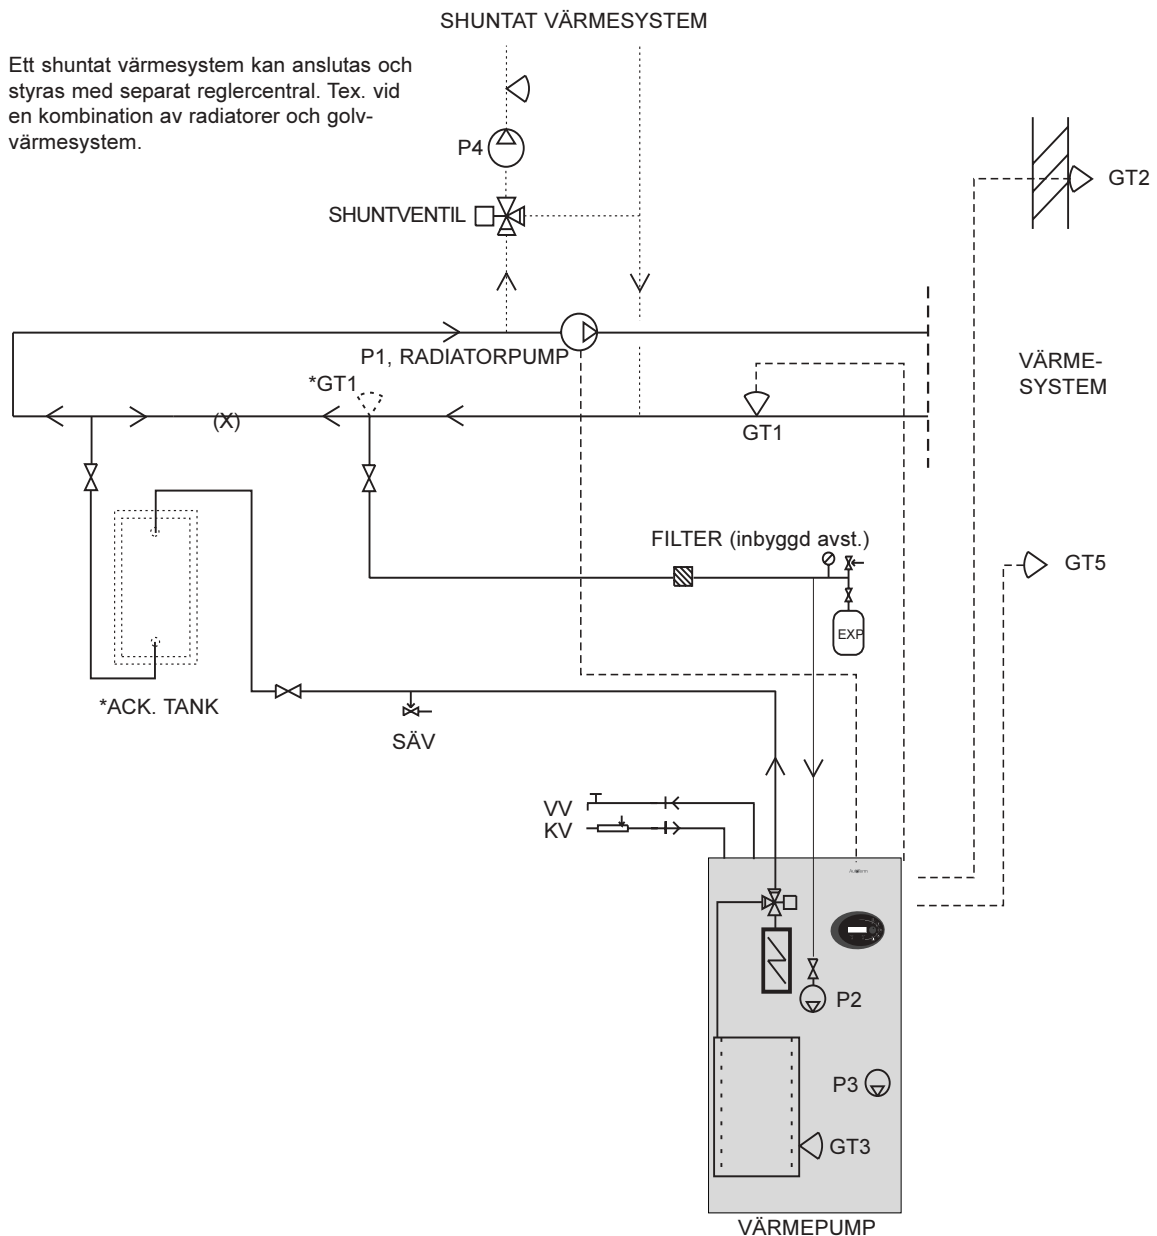 SHUNTAT VÄRMESYSTEM
Ett shuntat värmesystem kan anslutas och
styras med separat reglercentral. Tex. vid
en kombination av radiatorer och golv-
värmesystem.
P4
GT2
SHUNTVENTIL
P1, RADIATORPUMP
VÄRME-
SYSTEM
*GT1
(X)
GT1
FILTER (inbyggd avst.)
GT5
EXP
*ACK. TANK
SÄV
VV
KV
P2
P3
GT3
VÄRMEPUMP